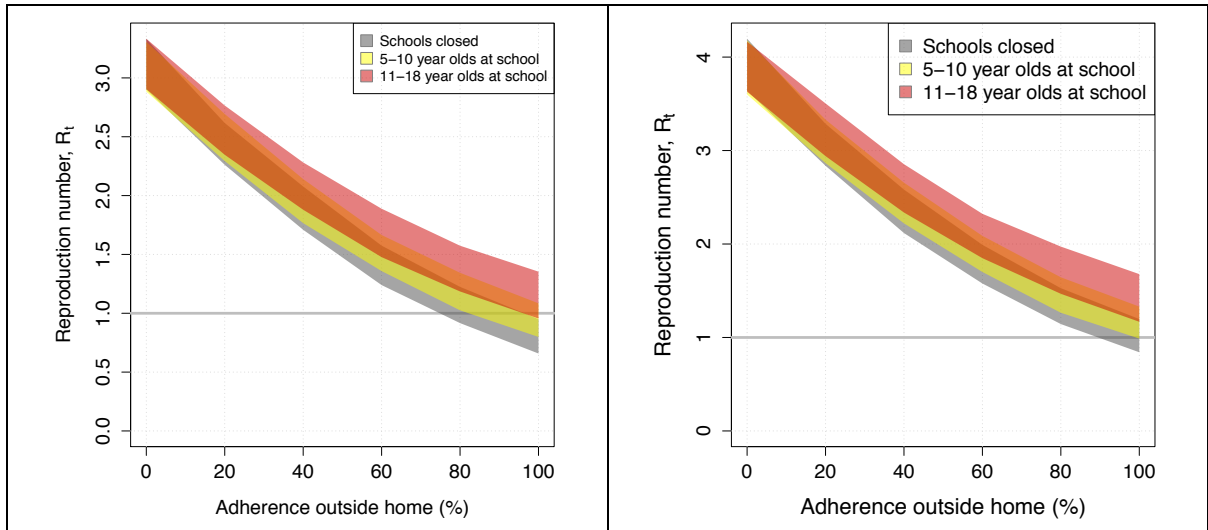 Schools closed
5–10 year olds at school
11–18 year olds at school
Reproduction number, Rt
3.0
2.5
2.0
1.5
1.0
0.5
0.0
0 20 40 60 80 100
Adherence outside home (%)
Schools closed
5–10 year olds at school
11–18 year olds at school
Reproduction number, Rt
4
3
2
1
0
0 20 40 60 80 100
Adherence outside home (%)